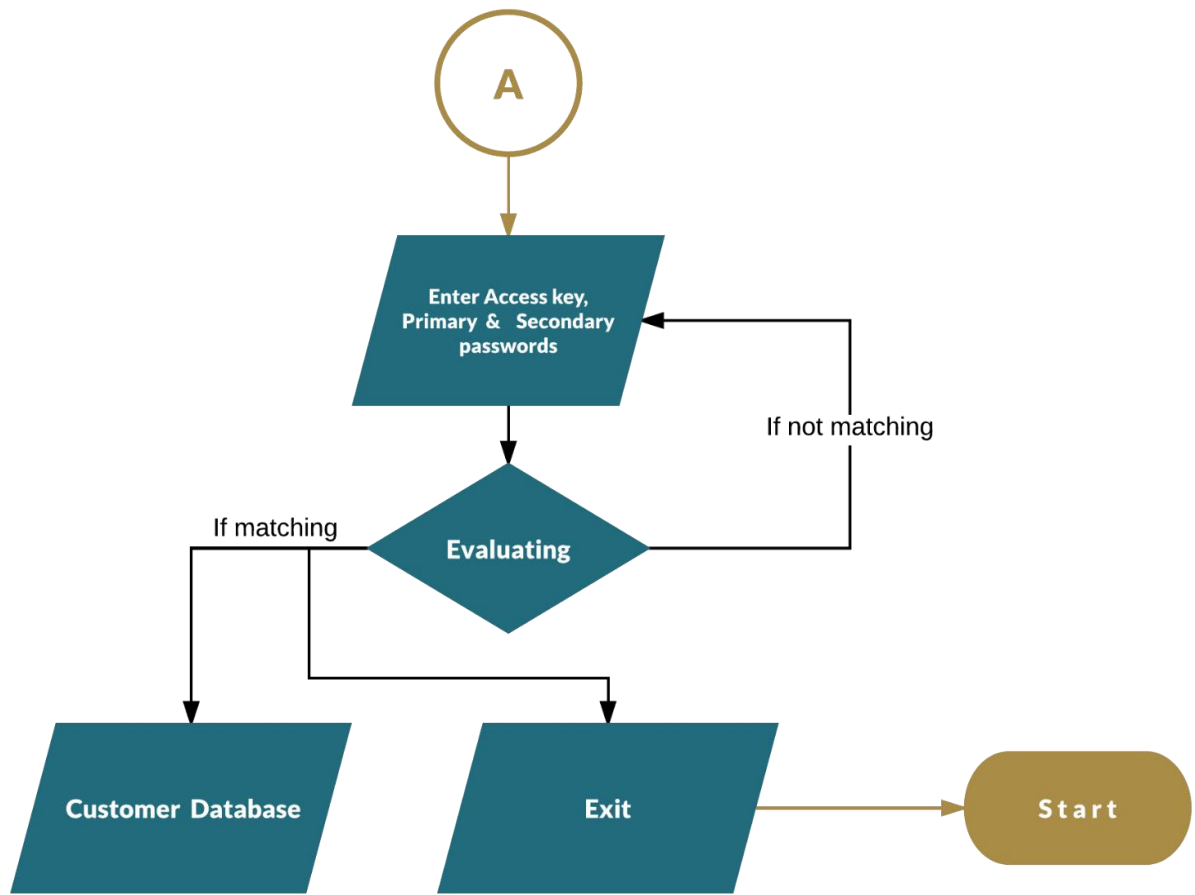 A
Enter Access key,
Primary & Secondary
passwords
If not matching
If matching
Evaluating
Customer Database
Exit
Start